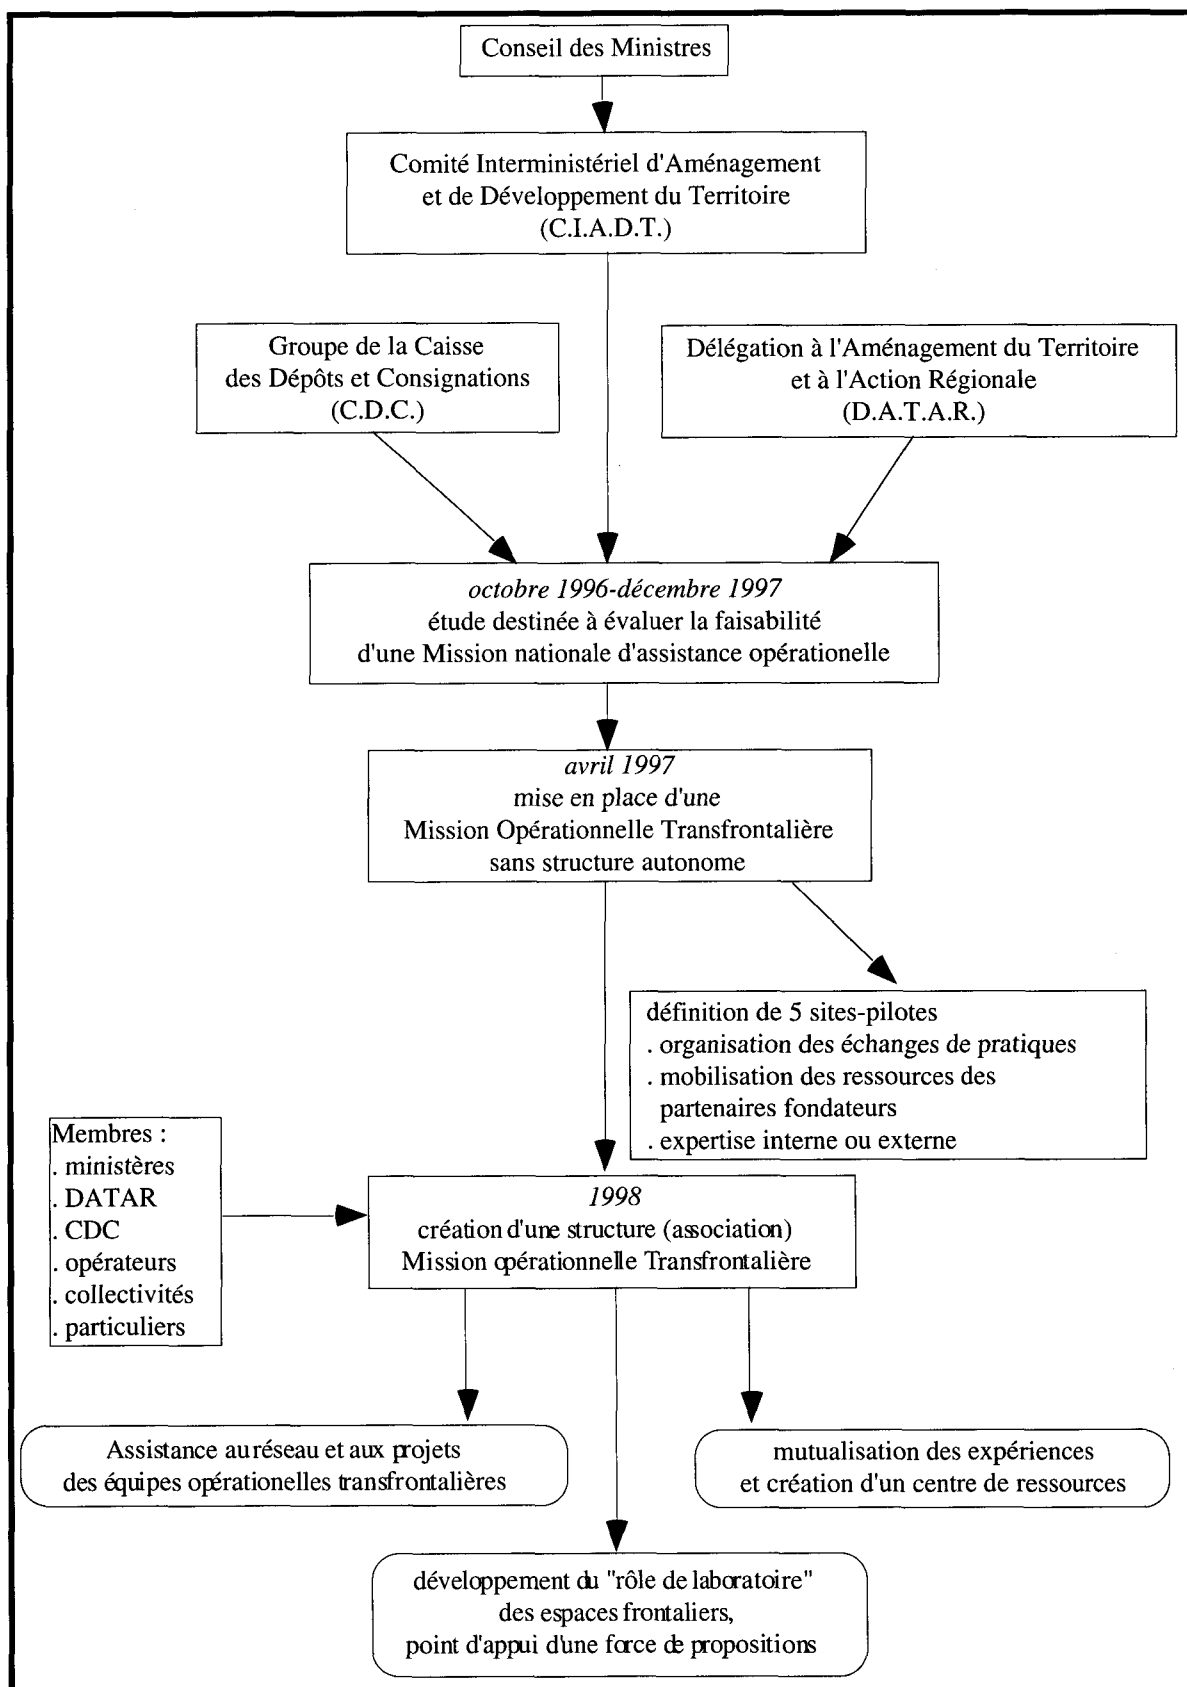 Conseil des Ministres
Comité Interministériel d'Aménagement
et de Développement du Territoire
(C.I.A.D.T.)
Groupe de la Caisse
des Dépôts et Consignations
(C.D.C.)
Délégation à l'Aménagement du Territoire
et à l'Action Régionale
(D.A.T.A.R.)
octobre 1996-décembre 1997
étude destinée à évaluer la faisabilité
d'une Mission nationale d'assistance opérationelle
avril 1997
mise en place d'une
Mission Opérationnelle Transfrontalière
sans structure autonome
définition de 5 sites-pilotes
. organisation des échanges de pratiques
. mobilisation des ressources des
partenaires fondateurs
. expertise interne ou externe
Membres :
. ministères
. DATAR
. CDC
. opérateurs
. collectivités
. particuliers
1998
création d'une structure (association)
Mission opérationnelle Transfrontalière
Assistance au réseau et aux projets
des équipes opérationelles transfrontalières
mutualisation des expériences
et création d'un centre de ressources
développement du "rôle de laboratoire"
des espaces frontaliers,
point d'appui d'une force de propositions